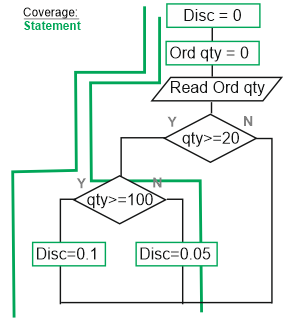 Coverage:
Statement
Disc = 0
Ord qty = 0
Read Ord qty
Y
N
qty>=20
Y
N
qty>=100
Disc=0.1
Disc=0.05